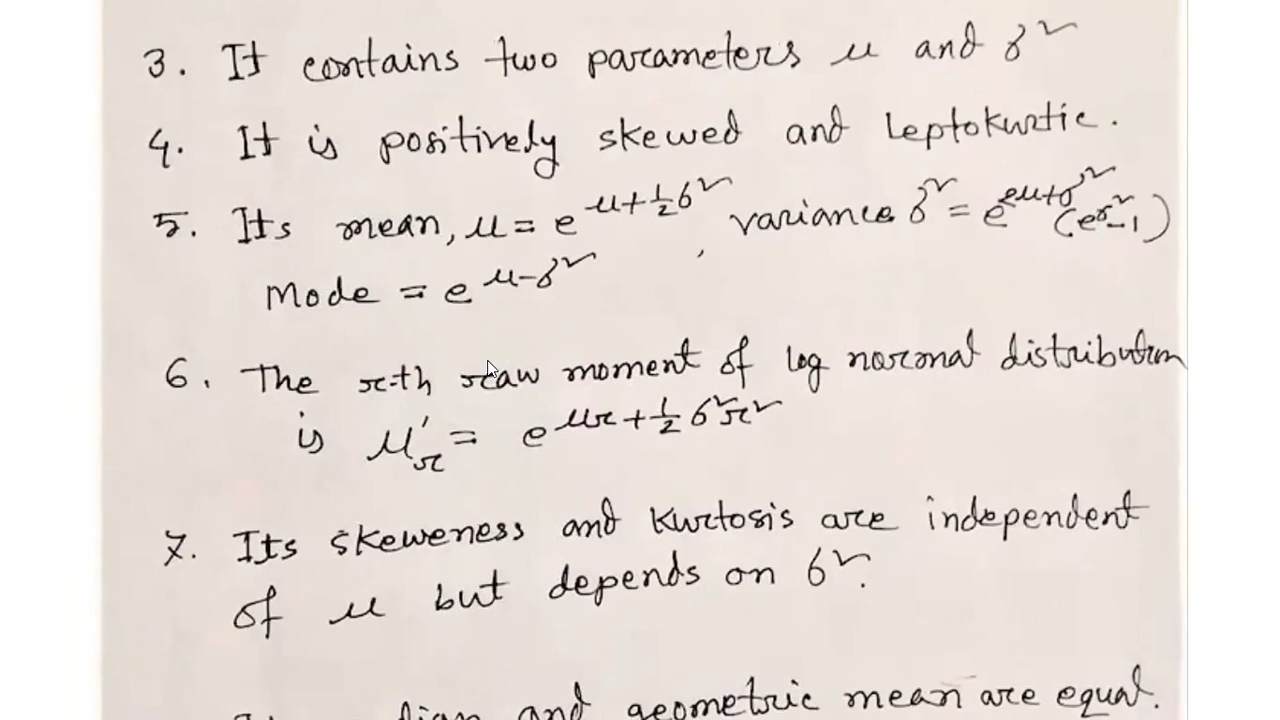 3. It contains two parameters μ and σ²
4. It is positively skewed and Leptokurtic.
5. Its mean, μ = e^{μ+½σ²}, variance σ² = e^{2μ+σ²}(e^{σ²}-1)
Mode = e^{μ-σ²}
6. The r-th raw moment of log normal distribution
is μ'_r = e^{μr+½σ²r²}
7. Its skeweness and kurtosis are independent
of μ but depends on σ².
and geometric mean are equal.